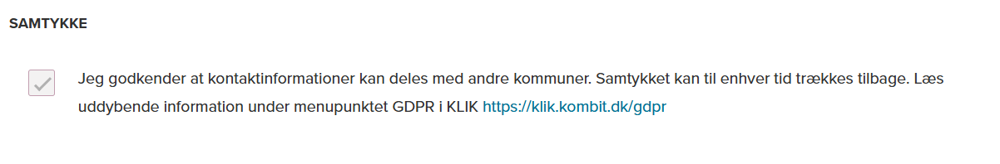 SAMTYKKE
Jeg godkender at kontaktinformationer kan deles med andre kommuner. Samtykket kan til enhver tid trækkes tilbage. Læs
uddybende information under menupunktet GDPR i KLIK https://klik.kombit.dk/gdpr